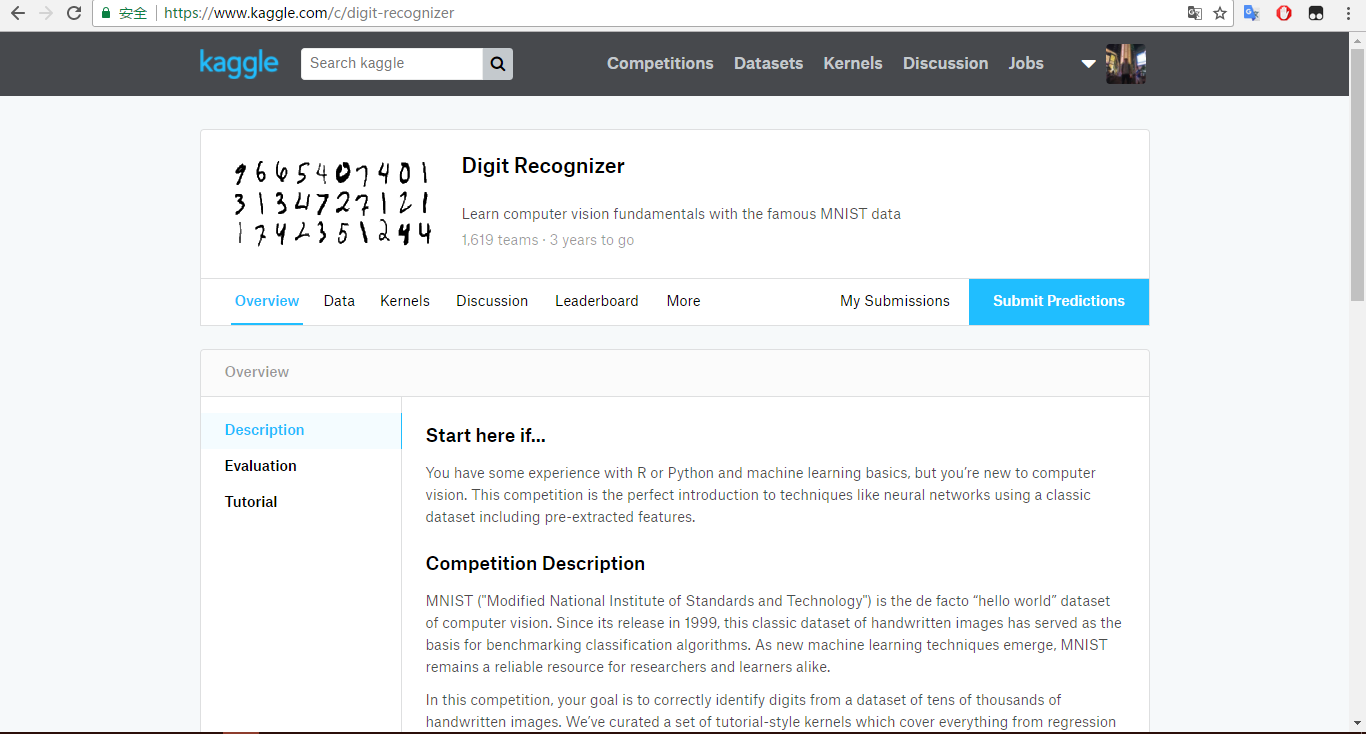 安全 https://www.kaggle.com/c/digit-recognizer
kaggle Search kaggle Competitions Datasets Kernels Discussion Jobs
9 6 6 5 4 0 7 4 0 1
3 1 3 4 7 2 7 1 2 1
1 7 4 2 3 5 1 2 4 4
Digit Recognizer
Learn computer vision fundamentals with the famous MNIST data
1,619 teams · 3 years to go
Overview Data Kernels Discussion Leaderboard More My Submissions Submit Predictions
Overview
Description
Evaluation
Tutorial
Start here if...
You have some experience with R or Python and machine learning basics, but you’re new to computer
vision. This competition is the perfect introduction to techniques like neural networks using a classic
dataset including pre-extracted features.
Competition Description
MNIST ("Modified National Institute of Standards and Technology") is the de facto “hello world” dataset
of computer vision. Since its release in 1999, this classic dataset of handwritten images has served as the
basis for benchmarking classification algorithms. As new machine learning techniques emerge, MNIST
remains a reliable resource for researchers and learners alike.
In this competition, your goal is to correctly identify digits from a dataset of tens of thousands of
handwritten images. We’ve curated a set of tutorial-style kernels which cover everything from regression